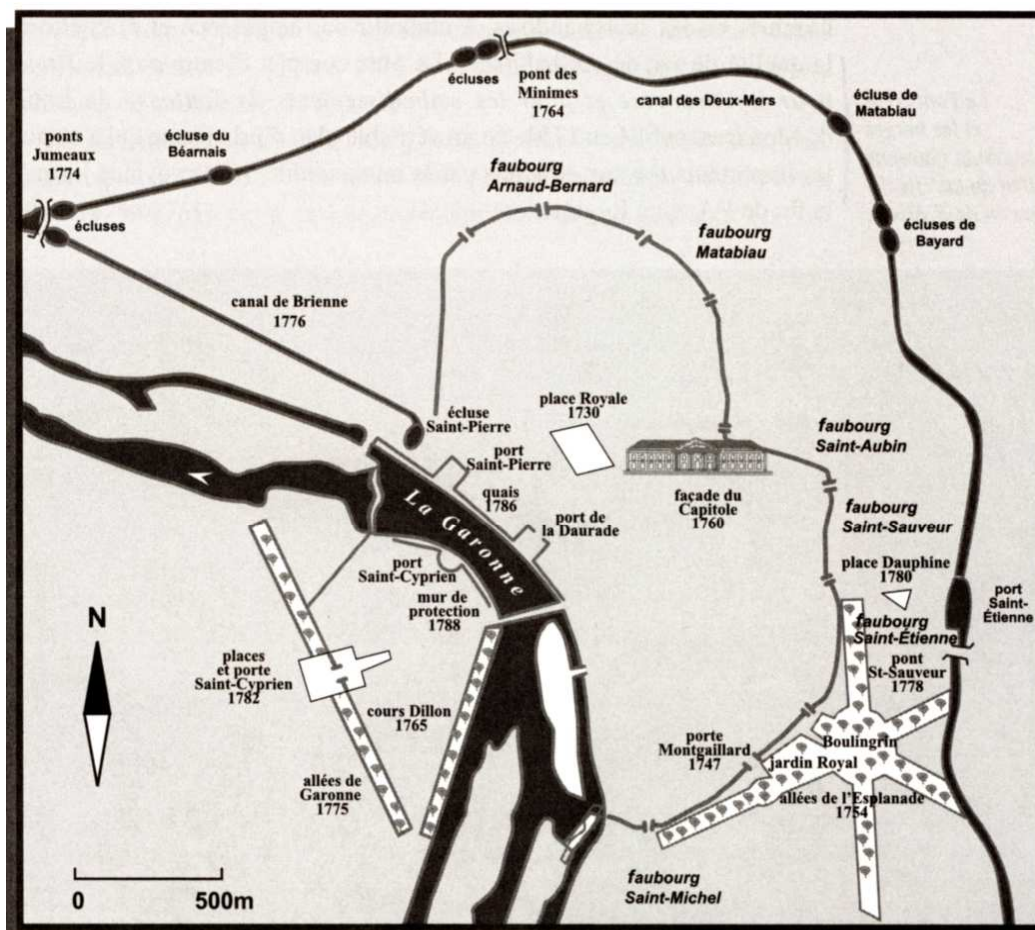 écluses
pont des
Minimes
1764
canal des Deux-Mers
écluse de
Matabiau
ponts
Jumeaux
1774
écluse du
Béarnais
faubourg
Arnaud-Bernard
faubourg
Matabiau
écluses
écluses de
Bayard
canal de Brienne
1776
écluse
Saint-Pierre
place Royale
1730
faubourg
Saint-Aubin
port
Saint-Pierre
quais
1786
façade du
Capitole
1760
La Garonne
port de
la Daurade
faubourg
Saint-Sauveur
port
Saint-Cyprien
mur de
protection
1788
place Dauphine
1780
port
Saint-
Étienne
faubourg
Saint-Étienne
N
places
et porte
Saint-Cyprien
1782
pont
St-Sauveur
1778
cours Dillon
1765
porte
Montgaillard
1747
Boulingrin
jardin Royal
allées de
Garonne
1775
allées de l'Esplanade
1754
0 500m
faubourg
Saint-Michel